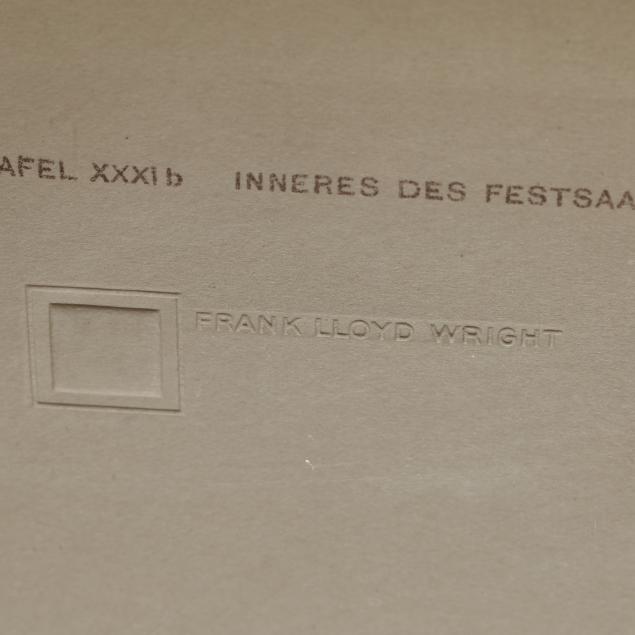 AFEL XXXI b INNERES DES FESTSAA
FRANK LLOYD WRIGHT